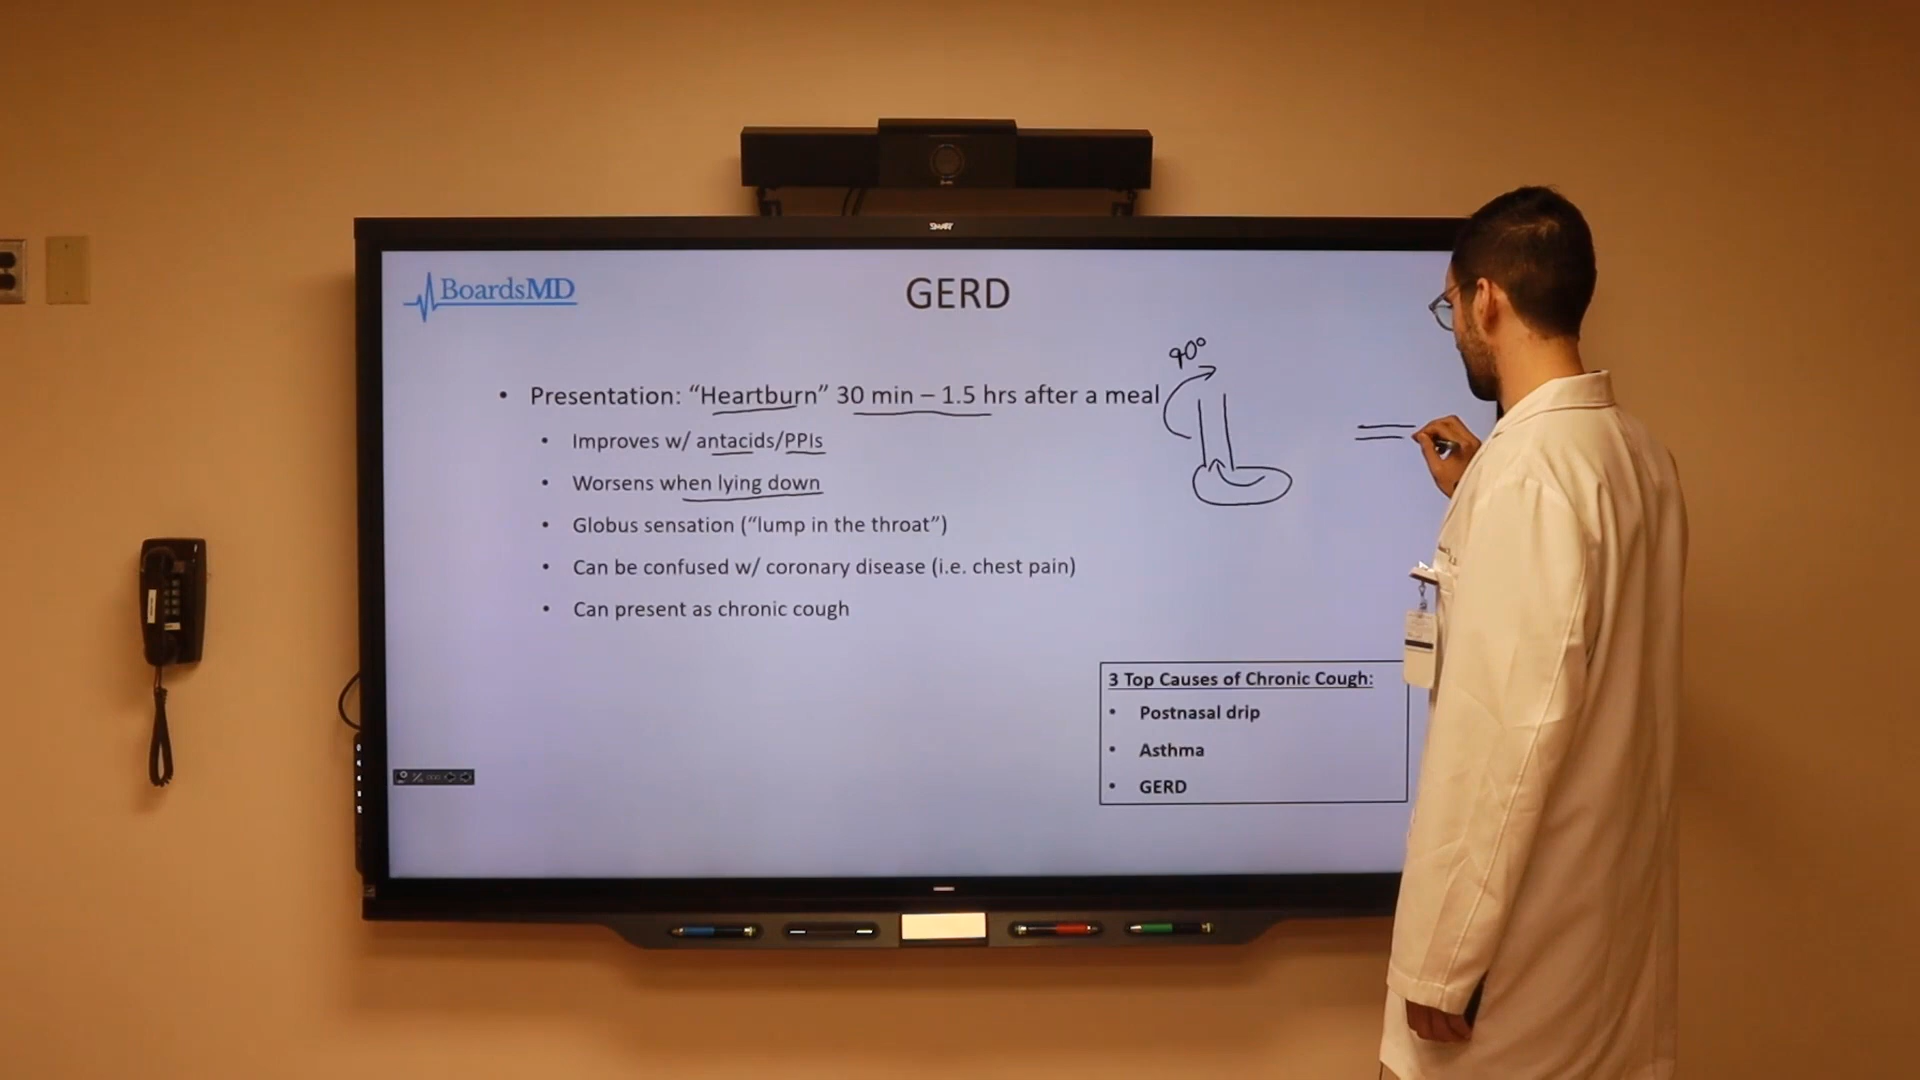 SMART
BoardsMD
GERD
90°
• Presentation: “Heartburn” 30 min – 1.5 hrs after a meal
• Improves w/ antacids/PPIs
• Worsens when lying down
• Globus sensation (“lump in the throat”)
• Can be confused w/ coronary disease (i.e. chest pain)
• Can present as chronic cough
3 Top Causes of Chronic Cough:
• Postnasal drip
• Asthma
• GERD